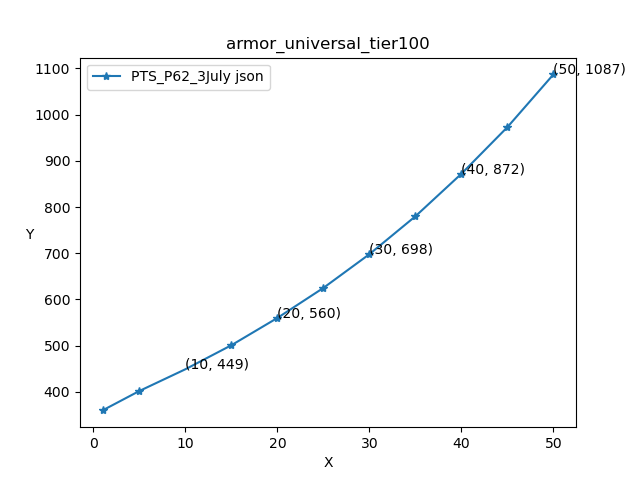 armor_universal_tier100
PTS_P62_3July json
(50, 1087)
(40, 872)
(30, 698)
(20, 560)
(10, 449)
1100
1000
900
800
700
600
500
400
Y
0 10 20 30 40 50
X